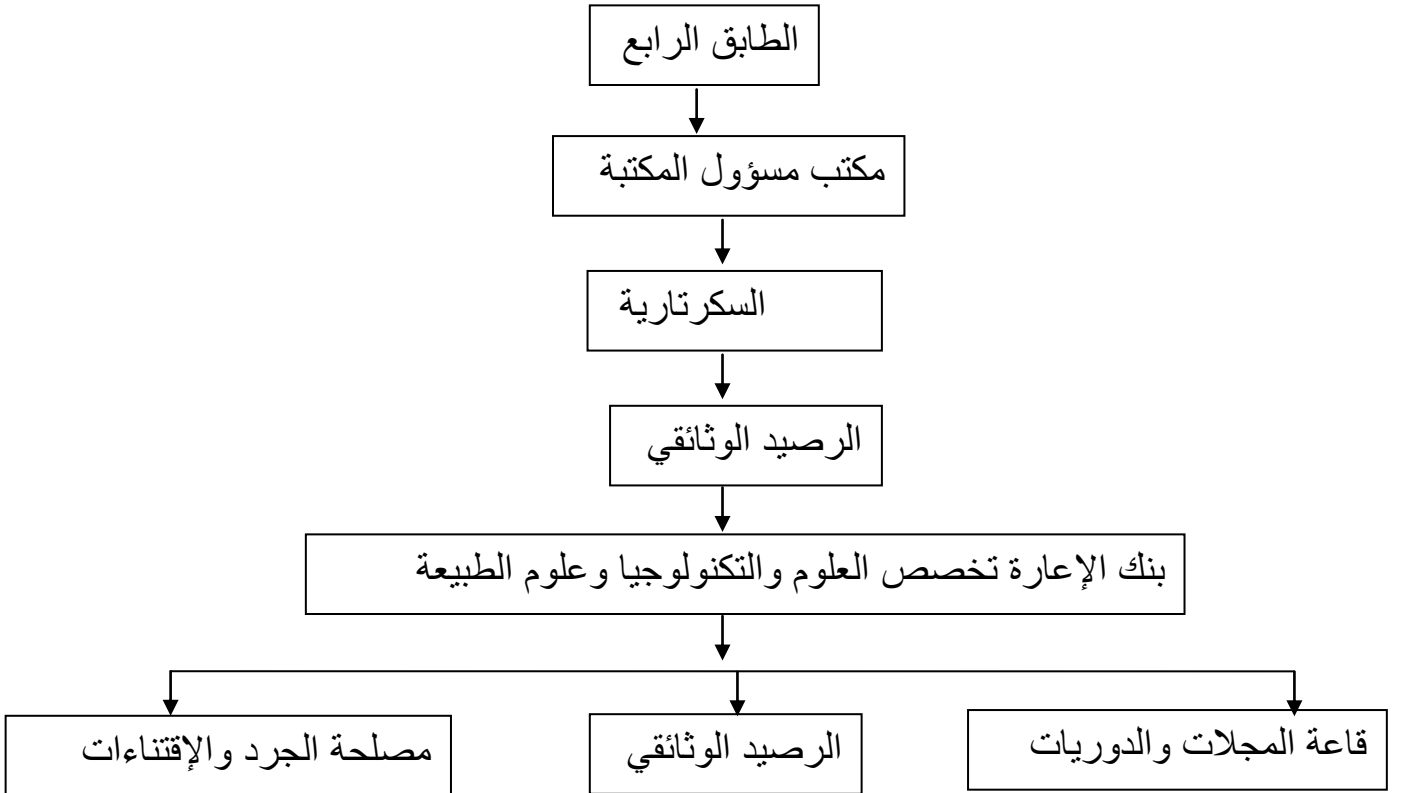 الطابق الرابع
مكتب مسؤول المكتبة
السكرتارية
الرصيد الوثائقي
بنك الإعارة تخصص العلوم والتكنولوجيا وعلوم الطبيعة
قاعة المجلات والدوريات
الرصيد الوثائقي
مصلحة الجرد والإقتناءات